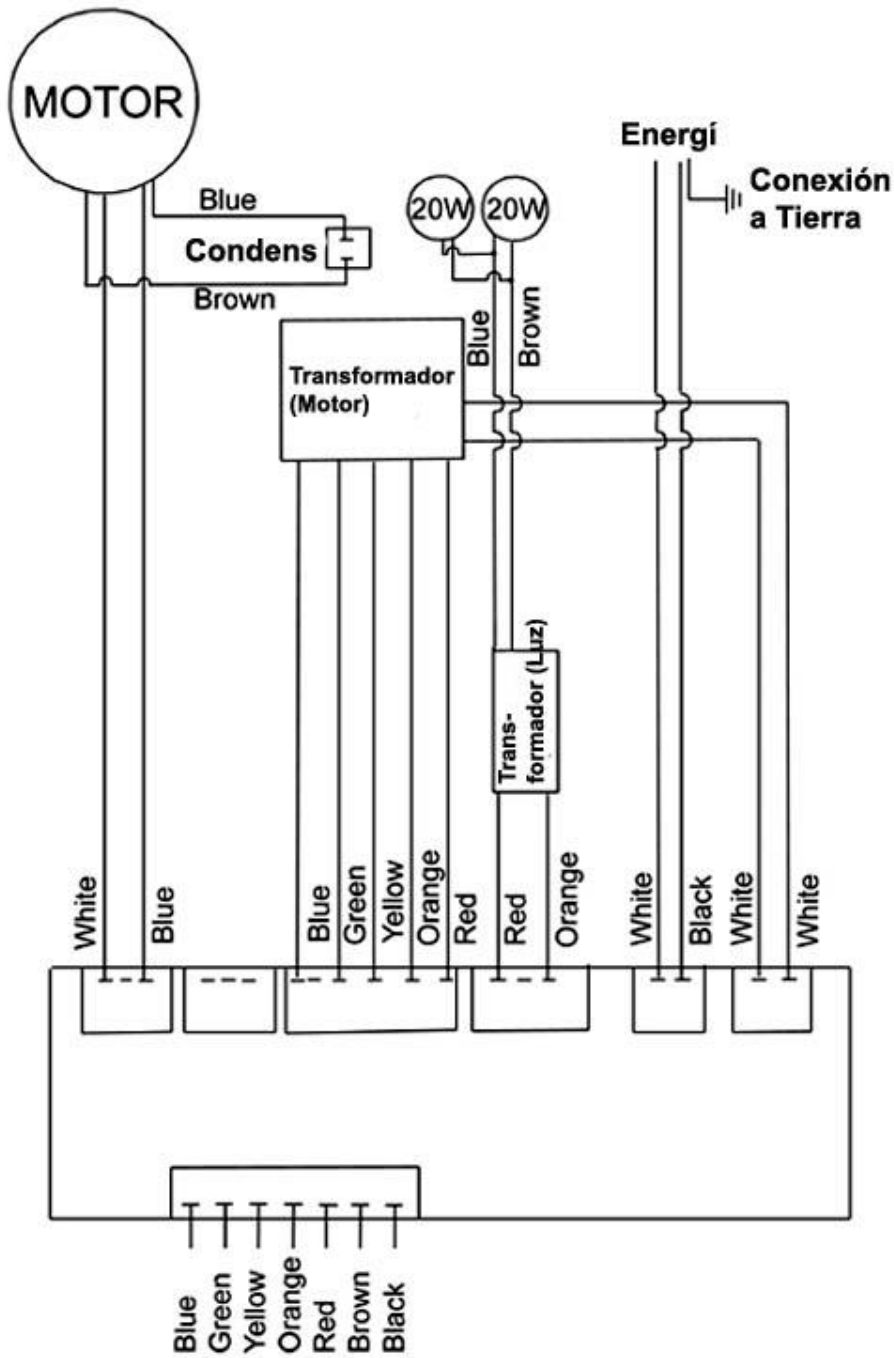 MOTOR
Energí
Conexión
a Tierra
Blue
20W
20W
Condens
Brown
Blue
Brown
Transformador
(Motor)
Trans-
formador (Luz)
White
Blue
Blue
Green
Yellow
Orange
Red
Red
Orange
White
Black
White
White
Blue
Green
Yellow
Orange
Red
Brown
Black